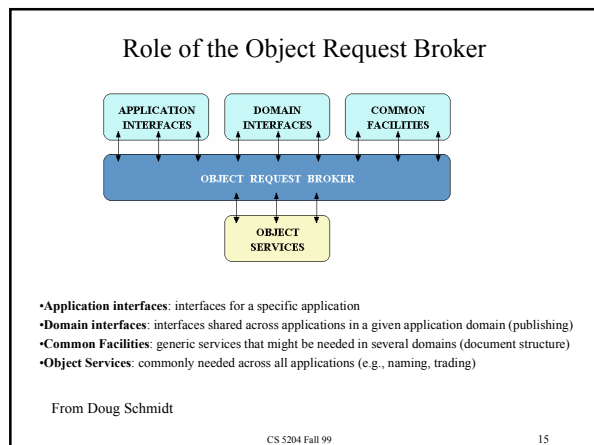 Role of the Object Request Broker
APPLICATION
INTERFACES
DOMAIN
INTERFACES
COMMON
FACILITIES
OBJECT REQUEST BROKER
OBJECT
SERVICES
•Application interfaces: interfaces for a specific application
•Domain interfaces: interfaces shared across applications in a given application domain (publishing)
•Common Facilities: generic services that might be needed in several domains (document structure)
•Object Services: commonly needed across all applications (e.g., naming, trading)
From Doug Schmidt
CS 5204 Fall 99
15